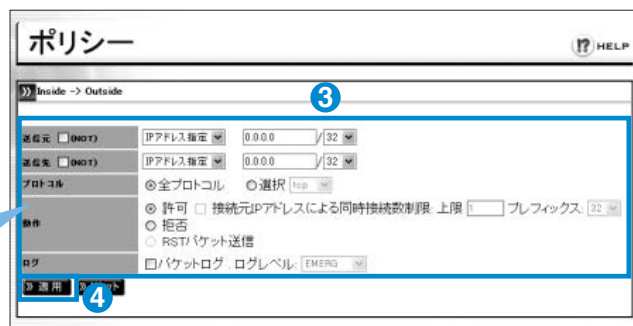 ポリシー
HELP
Inside -> Outside
3
送信元 (NOT) IPアドレス指定 0.0.0.0 / 32
送信先 (NOT) IPアドレス指定 0.0.0.0 / 32
プロトコル 全プロトコル 選択 tcp
動作 許可 接続元IPアドレスによる同時接続数制限 上限 1 プレフィックス: 32
拒否
RSTパケット送信
ログ パケットログ . ログレベル: EMERG
適用 4